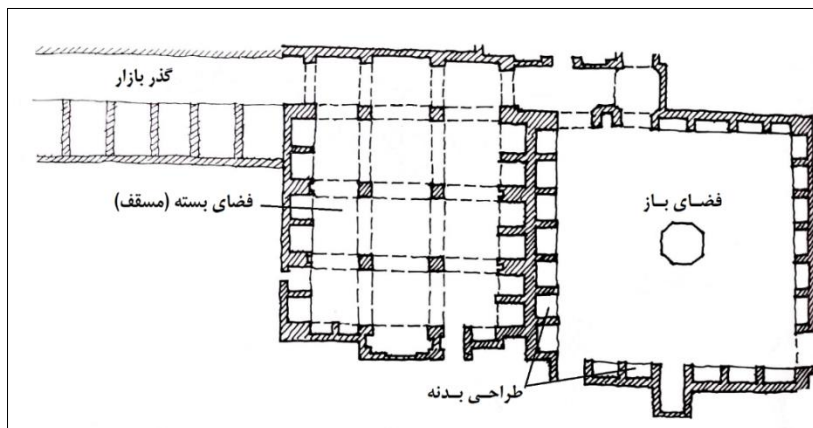 گذر بازار
فضای بسته (مسقف)
فضای باز
طراحی بدنه